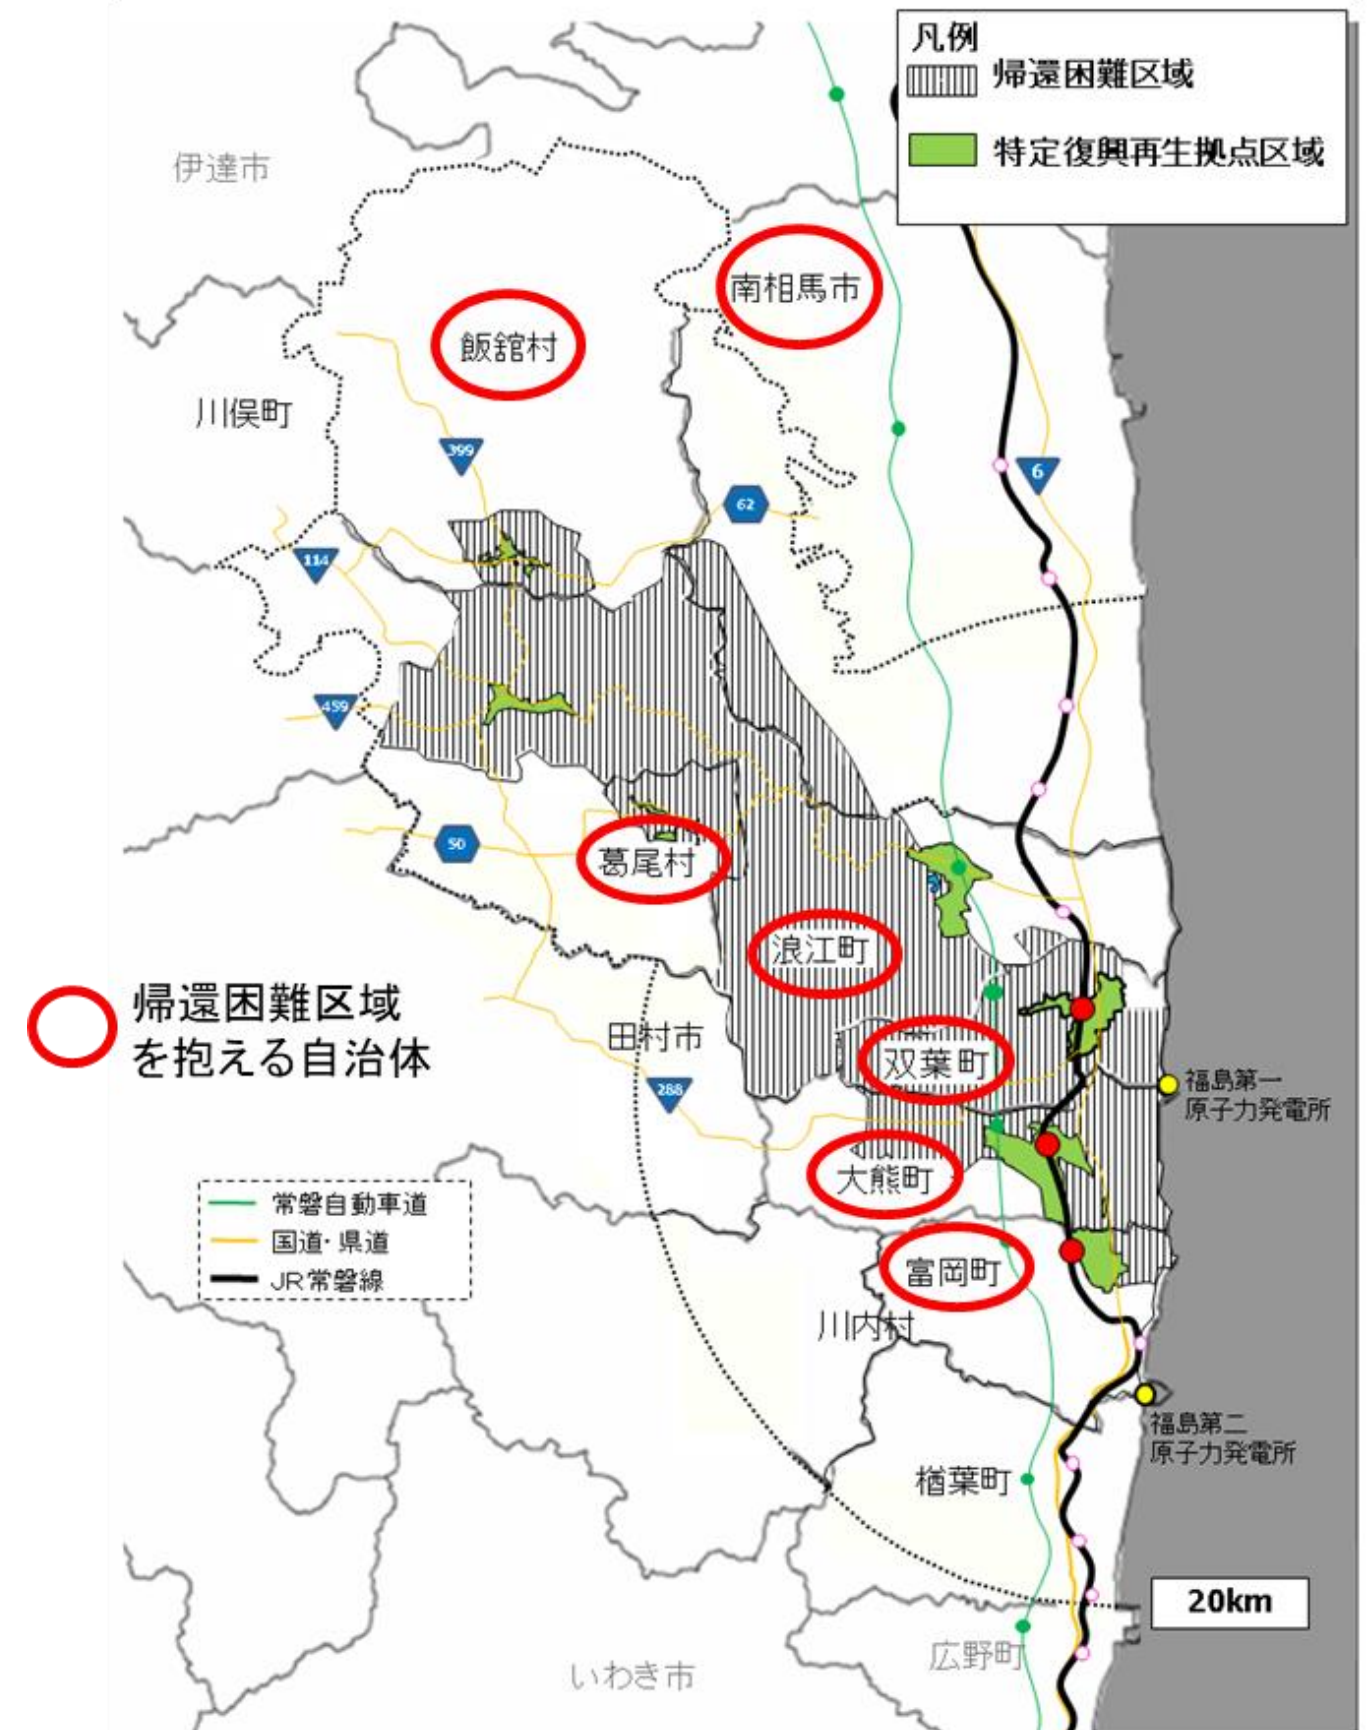 凡例
帰還困難区域
特定復興再生拠点区域
伊達市
南相馬市
飯舘村
川俣町
399
6
62
114
459
50
葛尾村
浪江町
帰還困難区域
を抱える自治体
田村市
双葉町
288
福島第一
原子力発電所
大熊町
常磐自動車道
国道・県道
JR常磐線
富岡町
川内村
福島第二
原子力発電所
楢葉町
20km
広野町
いわき市